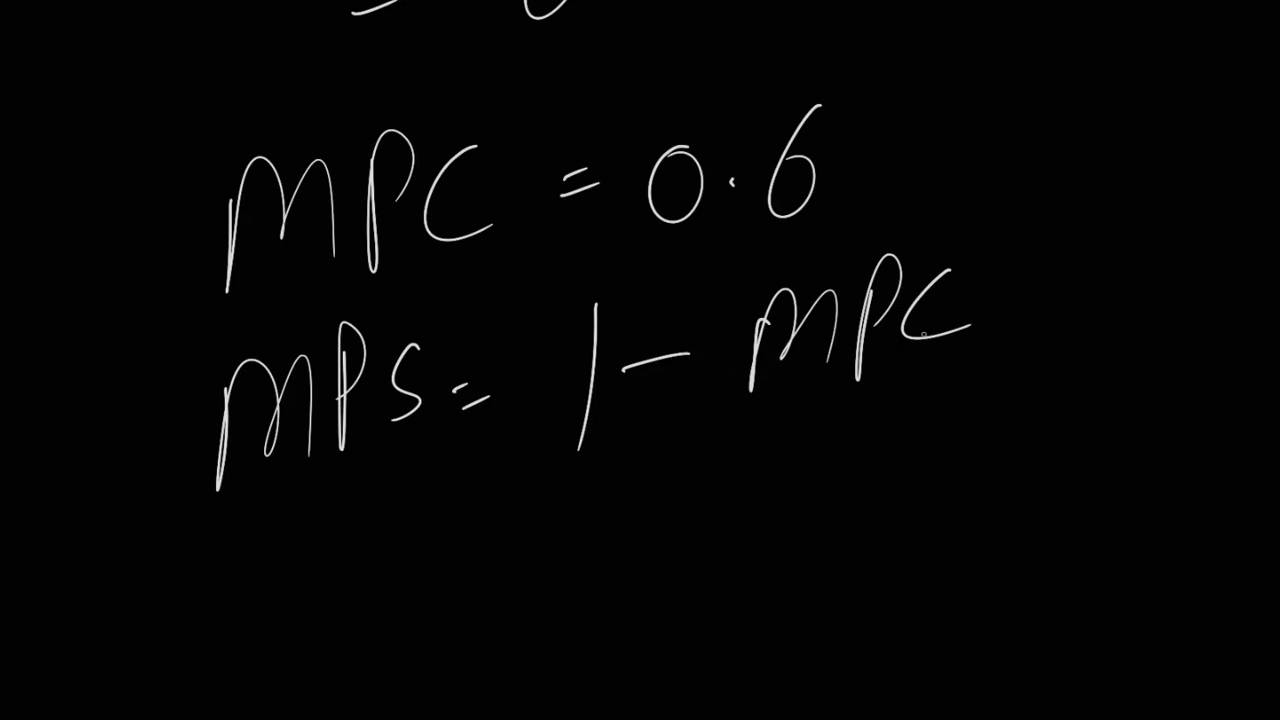 MPC = 0.6
MPS = 1 - MPC